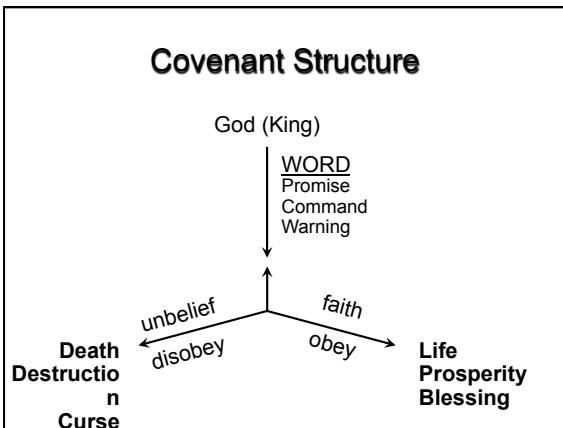 Covenant Structure
God (King)
WORD
Promise
Command
Warning
unbelief
disobey
faith
obey
Death
Destructio
n
Curse
Life
Prosperity
Blessing